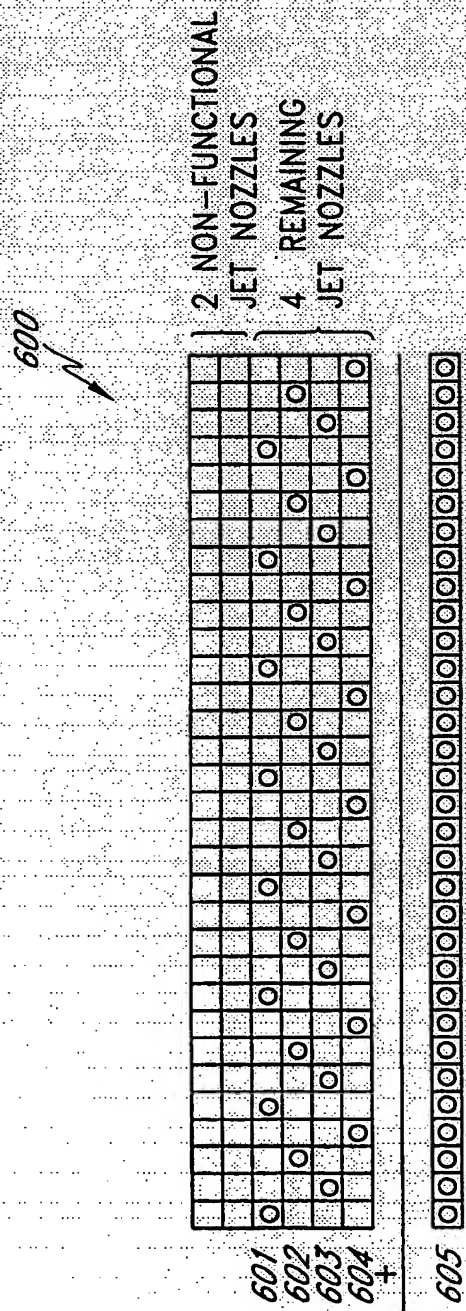 600
2 NON-FUNCTIONAL
JET NOZZLES
4 REMAINING
JET NOZZLES
601
602
603
604
+
605